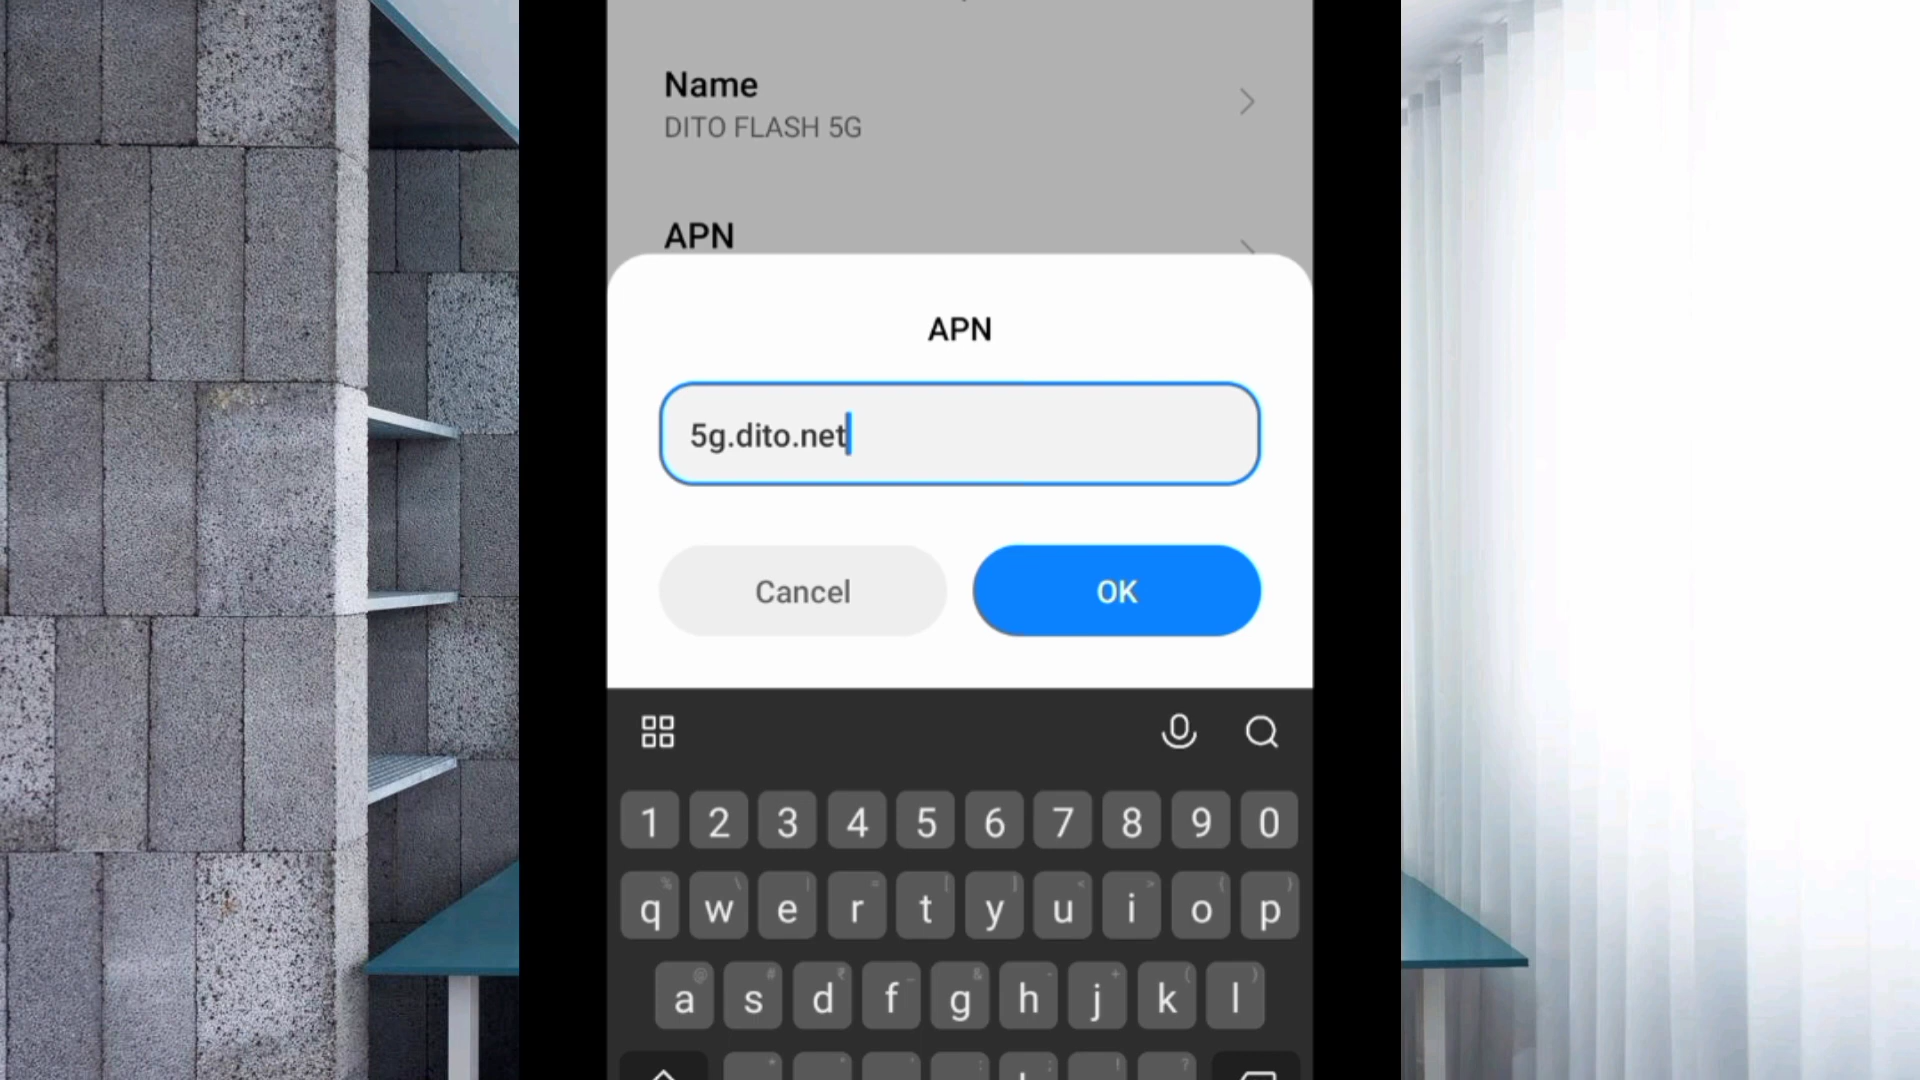 Name
DITO FLASH 5G
APN
APN
5g.dito.net
Cancel
OK
1 2 3 4 5 6 7 8 9 0
q w e r t y u i o p
a s d f g h j k l